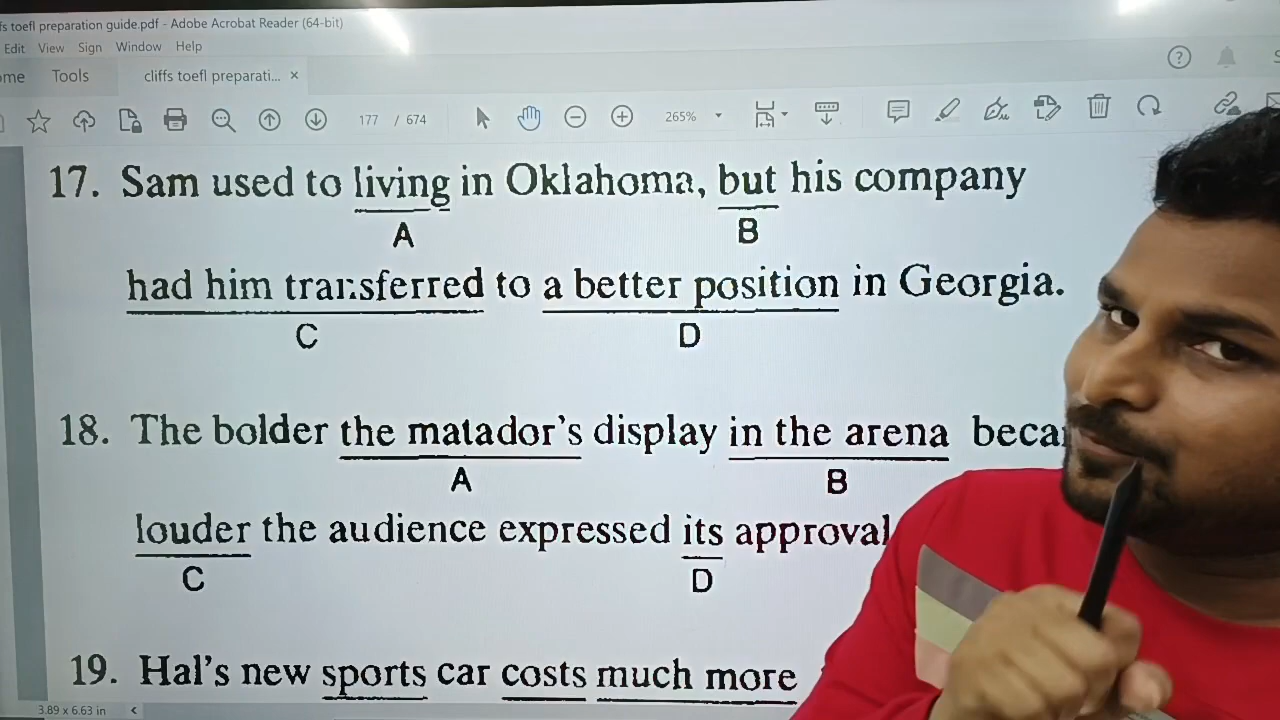 fs toefl preparation guide.pdf - Adobe Acrobat Reader (64-bit)
Edit View Sign Window Help
me Tools cliffs toefl preparati... ×
177 / 674 265%
17. Sam used to living in Oklahoma, but his company
A B
had him transferred to a better position in Georgia.
C D
18. The bolder the matador's display in the arena
A B
louder the audience expressed its approval
C D
19. Hal's new sports car costs much more
3.89 x 6.63 in